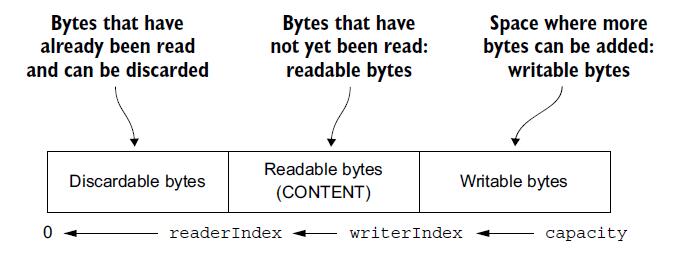 Bytes that have
already been read
and can be discarded
Bytes that have
not yet been read:
readable bytes
Space where more
bytes can be added:
writable bytes
Discardable bytes
Readable bytes
(CONTENT)
Writable bytes
0 readerIndex writerIndex capacity